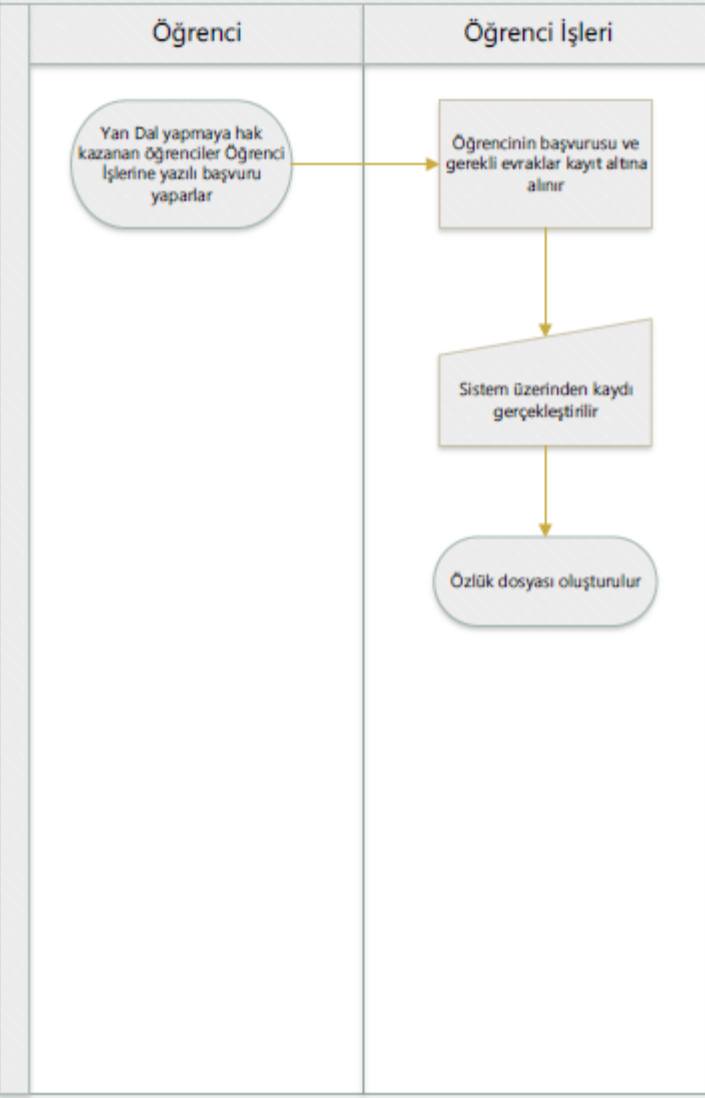 Öğrenci
Öğrenci İşleri
Yan Dal yapmaya hak
kazanan öğrenciler Öğrenci
İşlerine yazılı başvuru
yaparlar
Öğrencinin başvurusu ve
gerekli evraklar kayıt altına
alınır
Sistem üzerinden kaydı
gerçekleştirilir
Özlük dosyası oluşturulur